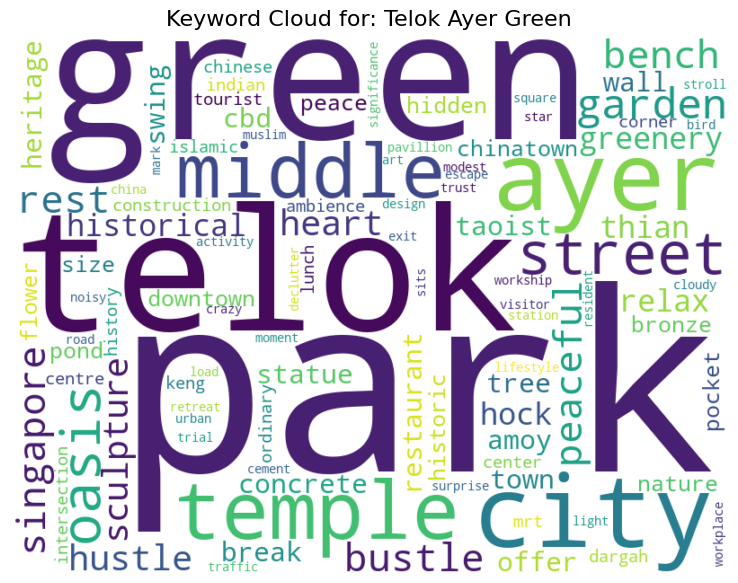 Keyword Cloud for: Telok Ayer Green
green
heritage
swing
chinese
indian
tourist
cbd
peace
significance
hidden
square
star
bench
wall
garden
stroll
corner
bird
greenery
mark
islamic
muslim
middle
pavillion
art
chinatown
modest
escape
trust
ayer
rest
china
construction
historical
ambience
heart
design
exit
taoist
thian
street
telok
activity
size
downtown
crazy
lunch
declutter
sits
workship
visitor
station
peaceful
resident
cloudy
relax
bronze
flower
noisy
road
history
pond
centre
singapore
oasis
sculpture
park
moment
keng
load
retreat
urban
trial
statue
ordinary
cement
restaurant
historic
lifestyle
tree
hock
amoy
center
town
pocket
nature
intersection
temple
concrete
surprise
mrt
light
city
workplace
hustle
break
traffic
bustle
offer
dargah